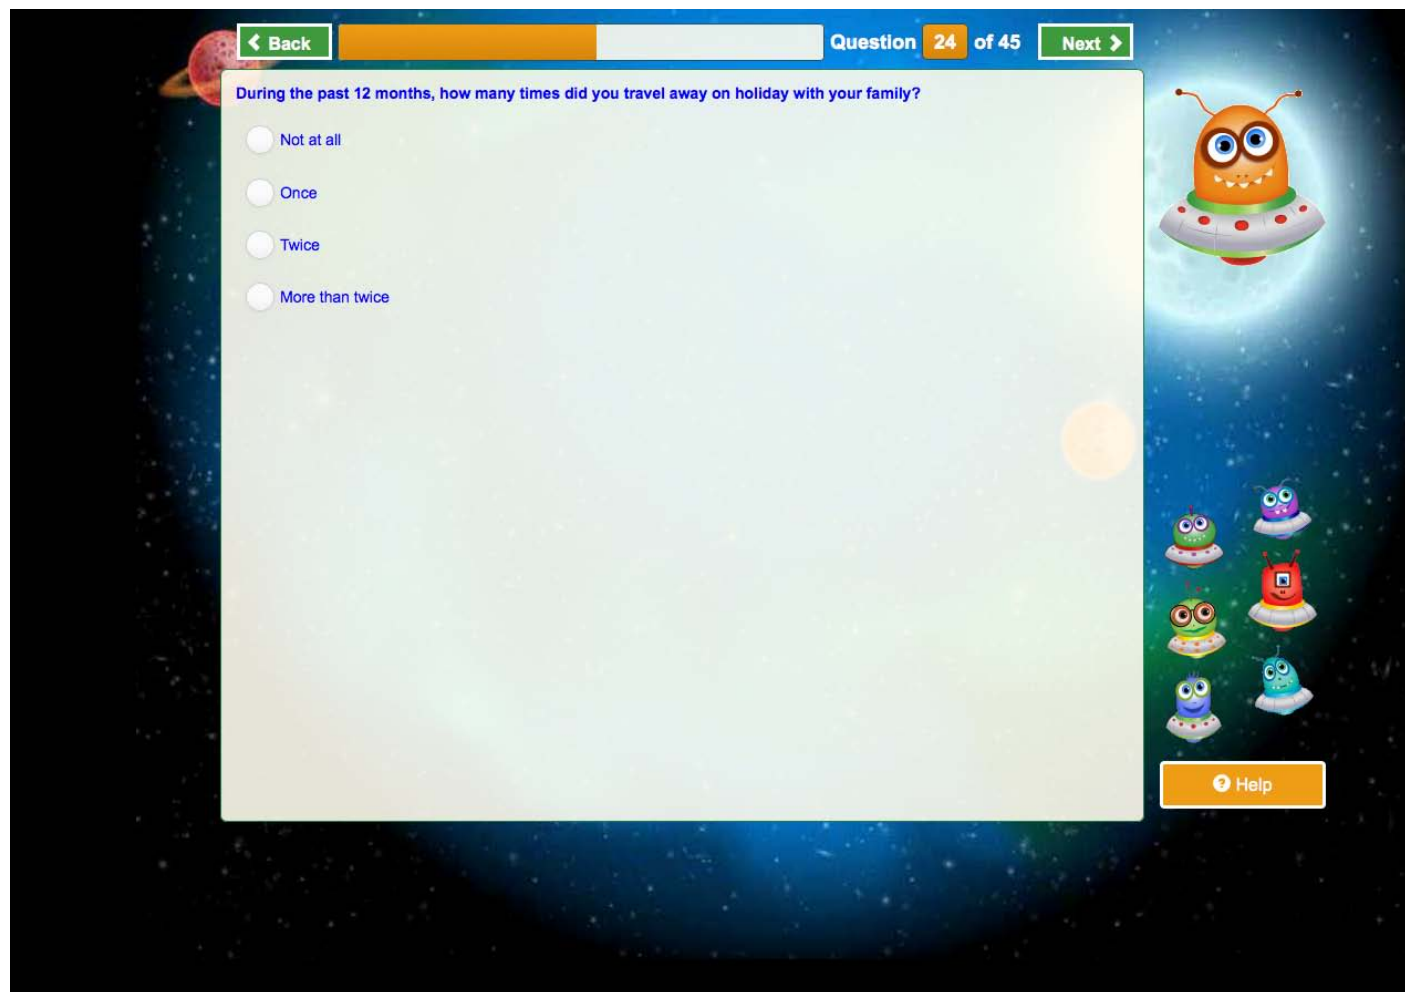 Back
Question 24 of 45
Next
During the past 12 months, how many times did you travel away on holiday with your family?
Not at all
Once
Twice
More than twice
? Help